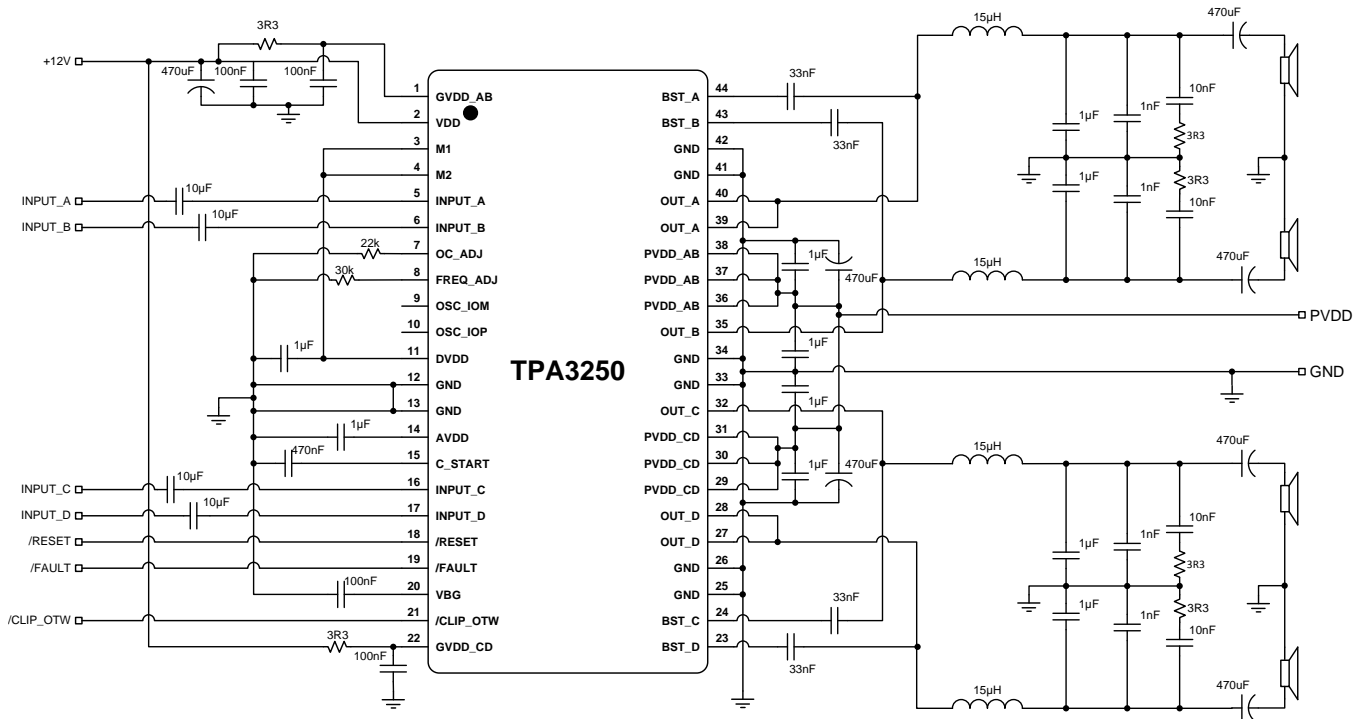 3R3
15µH
470uF
+12V
470uF
100nF
100nF
33nF
1
GVDD_AB
BST_A
44
10nF
2
VDD
BST_B
43
1nF
1µF
3R3
3
M1
GND
42
33nF
4
M2
GND
41
1µF
1nF
3R3
10nF
INPUT_A
10µF
5
INPUT_A
OUT_A
40
INPUT_B
10µF
6
INPUT_B
OUT_A
39
22k
7
OC_ADJ
PVDD_AB
38
1µF
470uF
15µH
470uF
30k
8
FREQ_ADJ
PVDD_AB
37
9
OSC_IOM
PVDD_AB
36
10
OSC_IOP
OUT_B
35
PVDD
1µF
11
DVDD
GND
34
1µF
TPA3250
12
GND
GND
33
GND
13
GND
OUT_C
32
1µF
1µF
14
AVDD
PVDD_CD
31
470nF
15
C_START
PVDD_CD
30
1µF
470uF
15µH
470uF
INPUT_C
10µF
16
INPUT_C
PVDD_CD
29
INPUT_D
10µF
17
INPUT_D
OUT_D
28
10nF
/RESET
18
/RESET
OUT_D
27
1nF
1µF
/FAULT
19
/FAULT
GND
26
3R3
100nF
20
VBG
GND
25
33nF
1µF
1nF
3R3
/CLIP_OTW
21
/CLIP_OTW
BST_C
24
10nF
3R3
22
GVDD_CD
BST_D
23
100nF
33nF
15µH
470uF